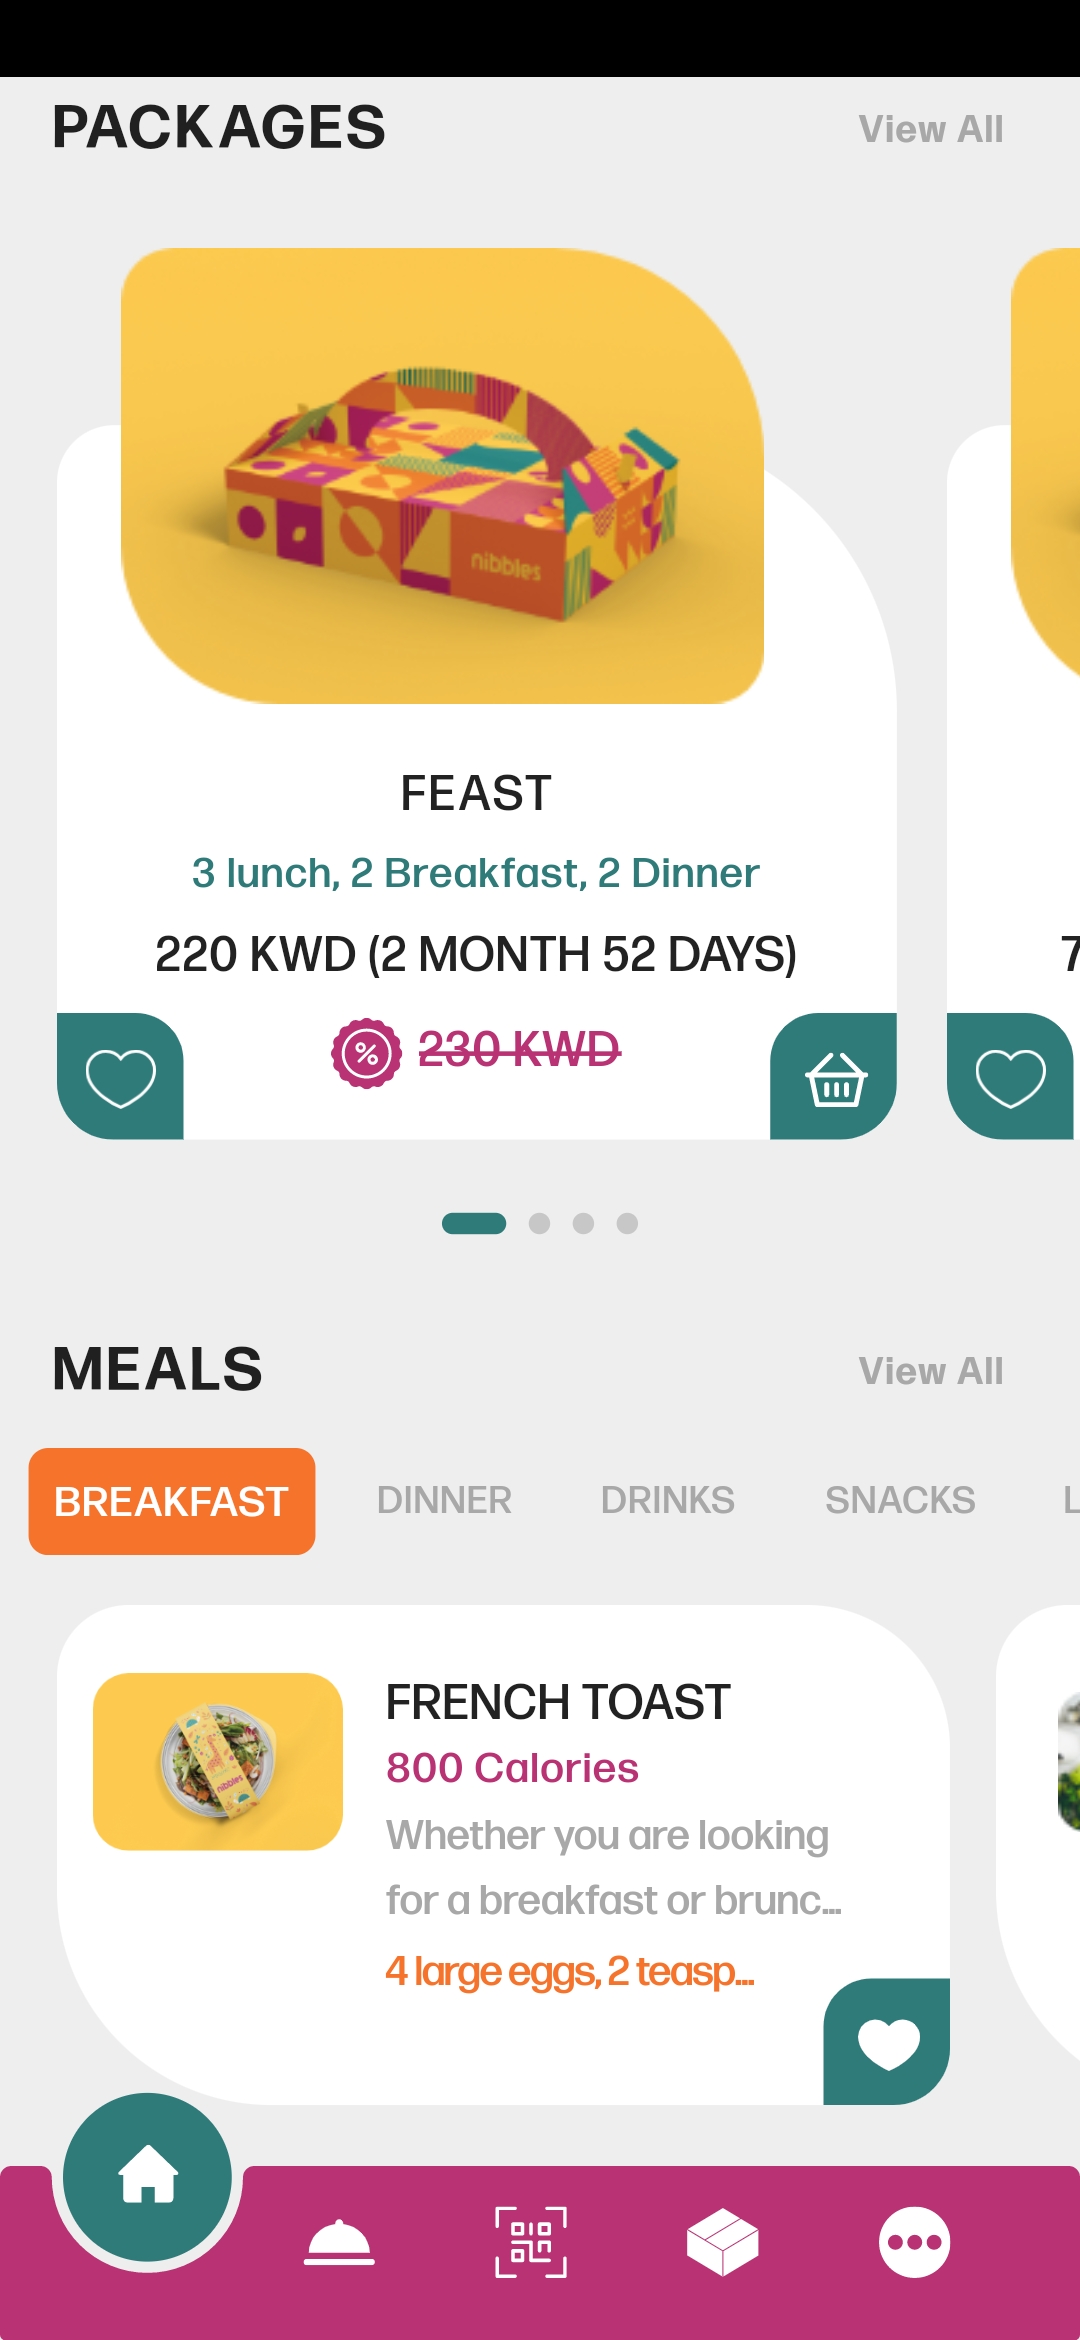 PACKAGES
View All
nibbles
FEAST
3 lunch, 2 Breakfast, 2 Dinner
220 KWD (2 MONTH 52 DAYS)
7
230 KWD
MEALS
View All
BREAKFAST
DINNER
DRINKS
SNACKS
L
FRENCH TOAST
800 Calories
Whether you are looking
for a breakfast or brunc...
4 large eggs, 2 teasp...
nibbles